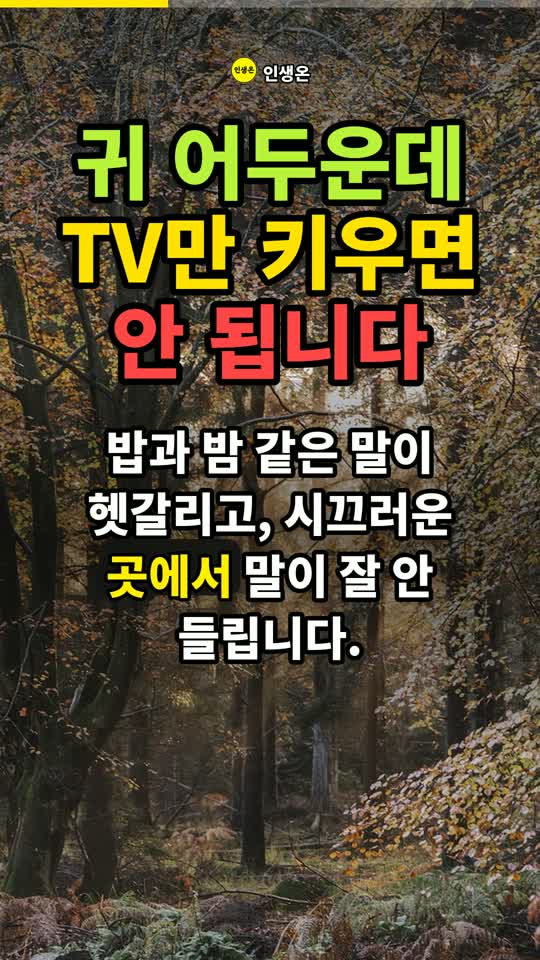 인생온 인생온
귀 어두운데
TV만 키우면
안 됩니다
밥과 밤 같은 말이
헷갈리고, 시끄러운
곳에서 말이 잘 안
들립니다.